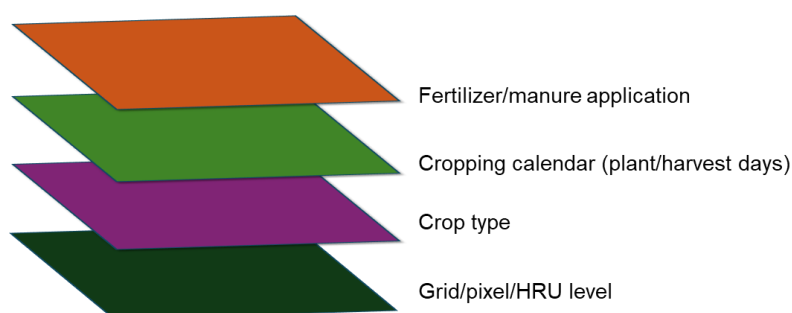 Fertilizer/manure application
Cropping calendar (plant/harvest days)
Crop type
Grid/pixel/HRU level